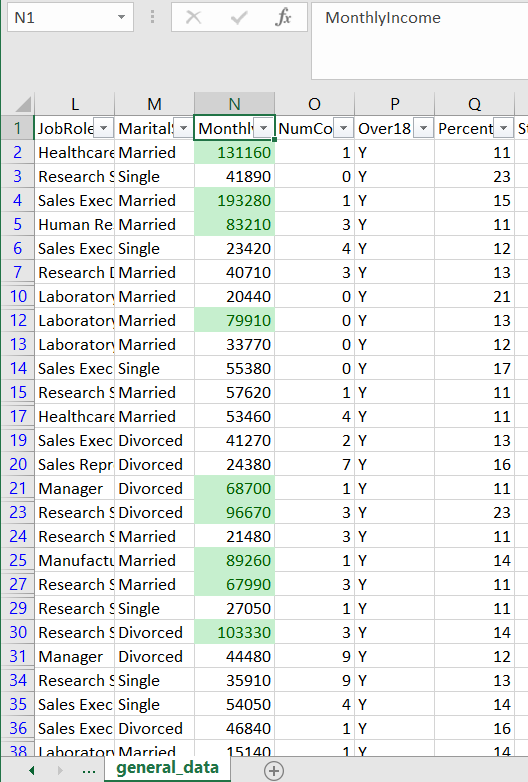 N1 fx MonthlyIncome
L M N O P Q
1 JobRole MaritalS Monthly NumCo Over18 Percent S
2 Healthcare Married 131160 1 Y 11
3 Research S Single 41890 0 Y 23
4 Sales Exec Married 193280 1 Y 15
5 Human Re Married 83210 3 Y 11
6 Sales Exec Single 23420 4 Y 12
7 Research D Married 40710 3 Y 13
10 Laboratory Married 20440 0 Y 21
12 Laboratory Married 79910 0 Y 13
13 Laboratory Married 33770 0 Y 12
14 Sales Exec Single 55380 0 Y 17
15 Research S Married 57620 1 Y 11
17 Healthcare Married 53460 4 Y 11
19 Sales Exec Divorced 41270 2 Y 13
20 Sales Repr Divorced 24380 7 Y 16
21 Manager Divorced 68700 1 Y 11
23 Research S Divorced 96670 3 Y 23
24 Research S Married 21480 3 Y 11
25 Manufactu Married 89260 1 Y 14
27 Research S Married 67990 3 Y 11
29 Research S Single 27050 1 Y 11
30 Research S Divorced 103330 3 Y 14
31 Manager Divorced 44480 9 Y 12
34 Research S Single 35910 9 Y 13
35 Sales Exec Single 54050 4 Y 14
36 Sales Exec Divorced 46840 1 Y 16
38 Laboratory Married 15140 1 Y 14
... general_data